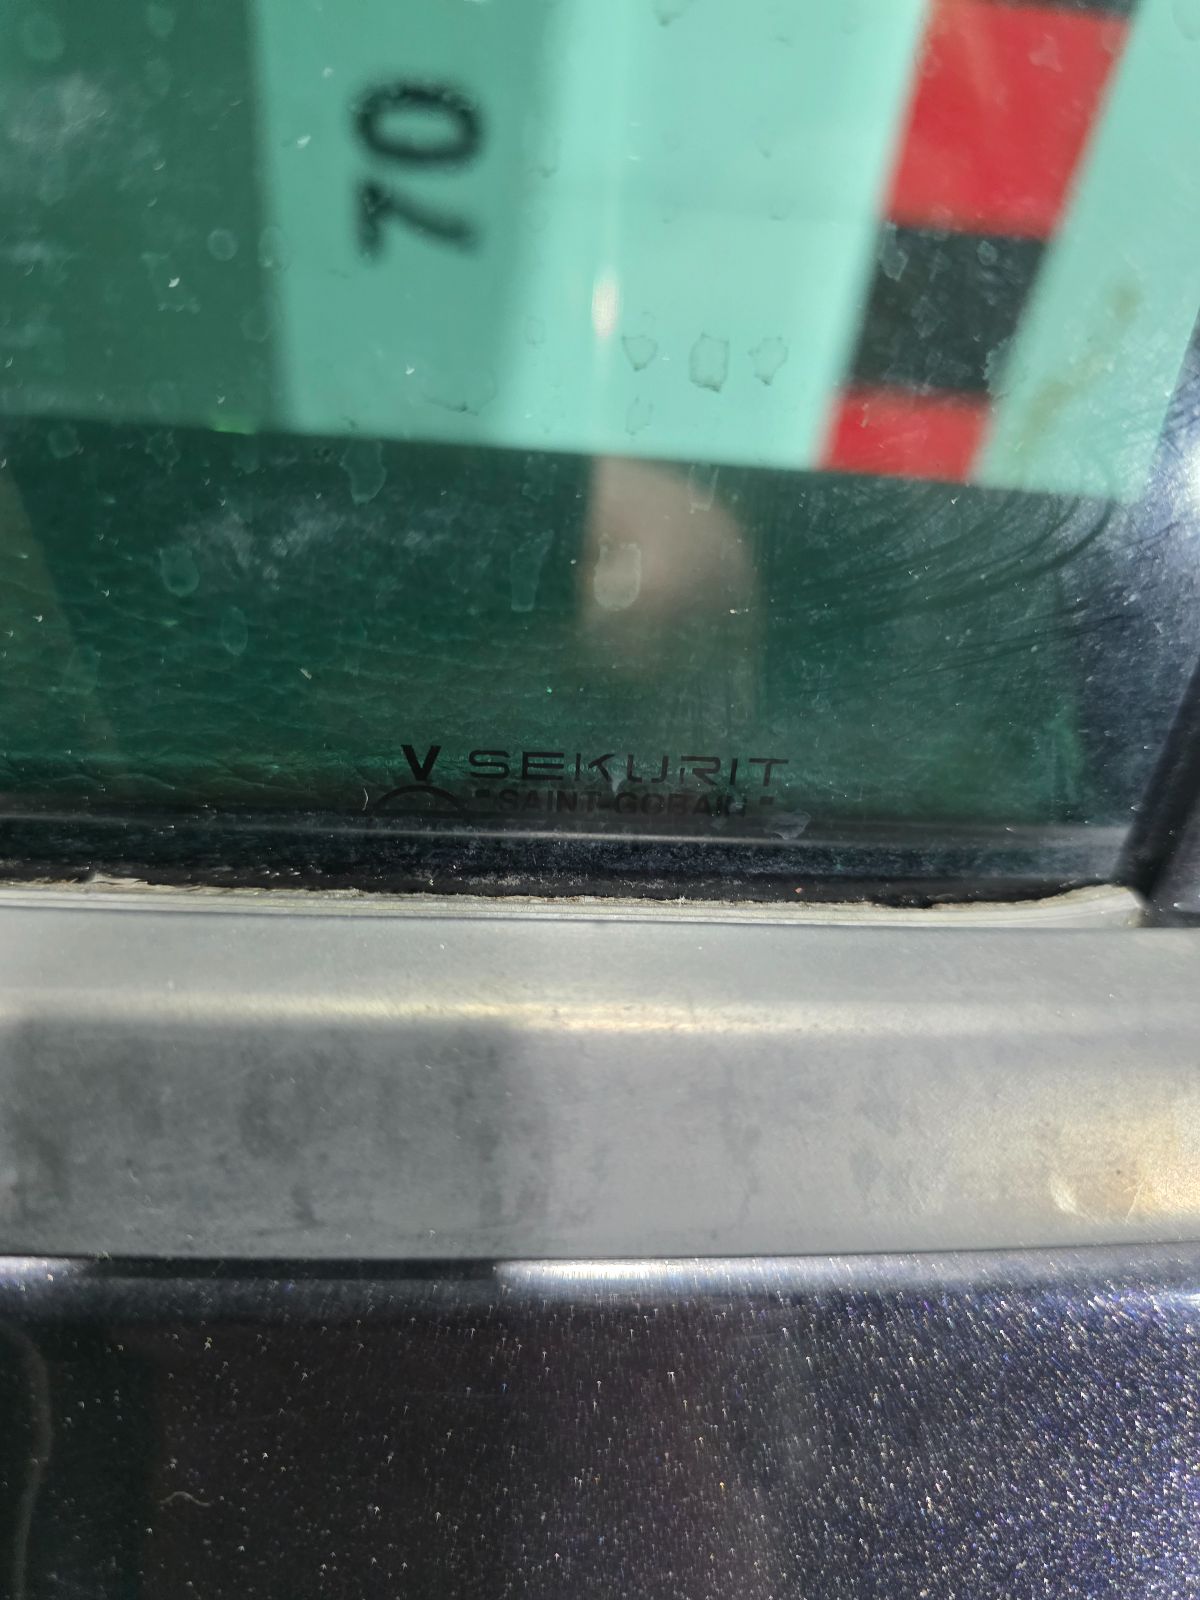 70
V SEKURIT
"SAINT-GOBAIN"